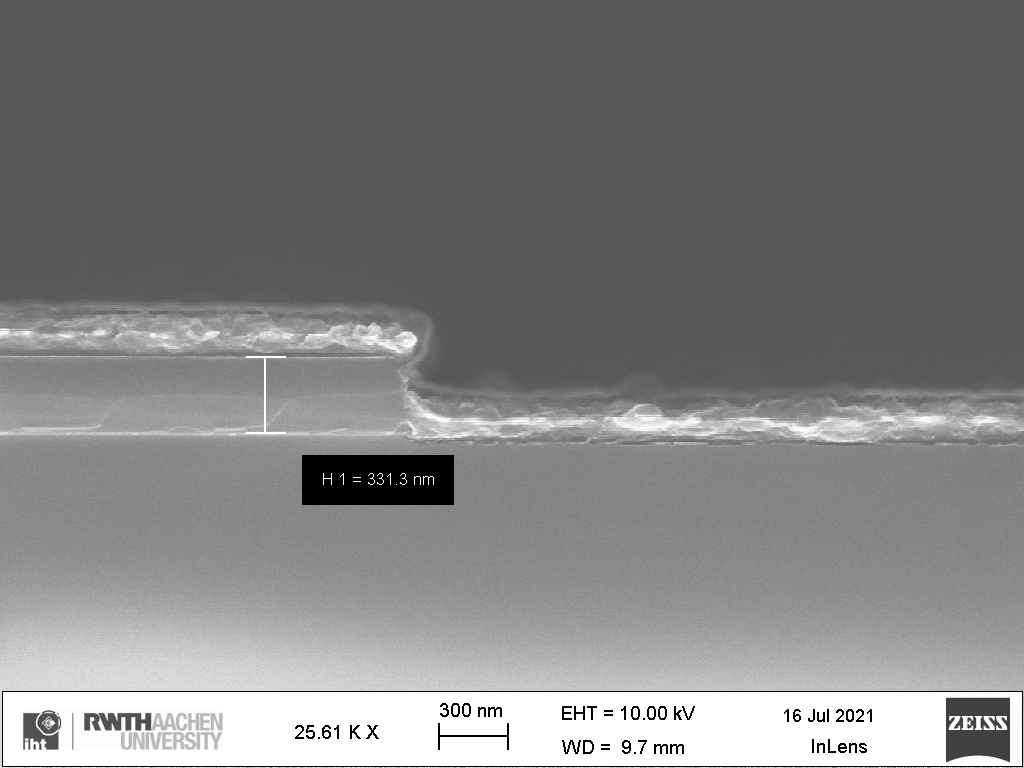 H 1 = 331.3 nm
iht
RWTHAACHEN
UNIVERSITY
25.61 K X
300 nm
EHT = 10.00 kV
WD =  9.7 mm
16 Jul 2021
InLens
ZEISS